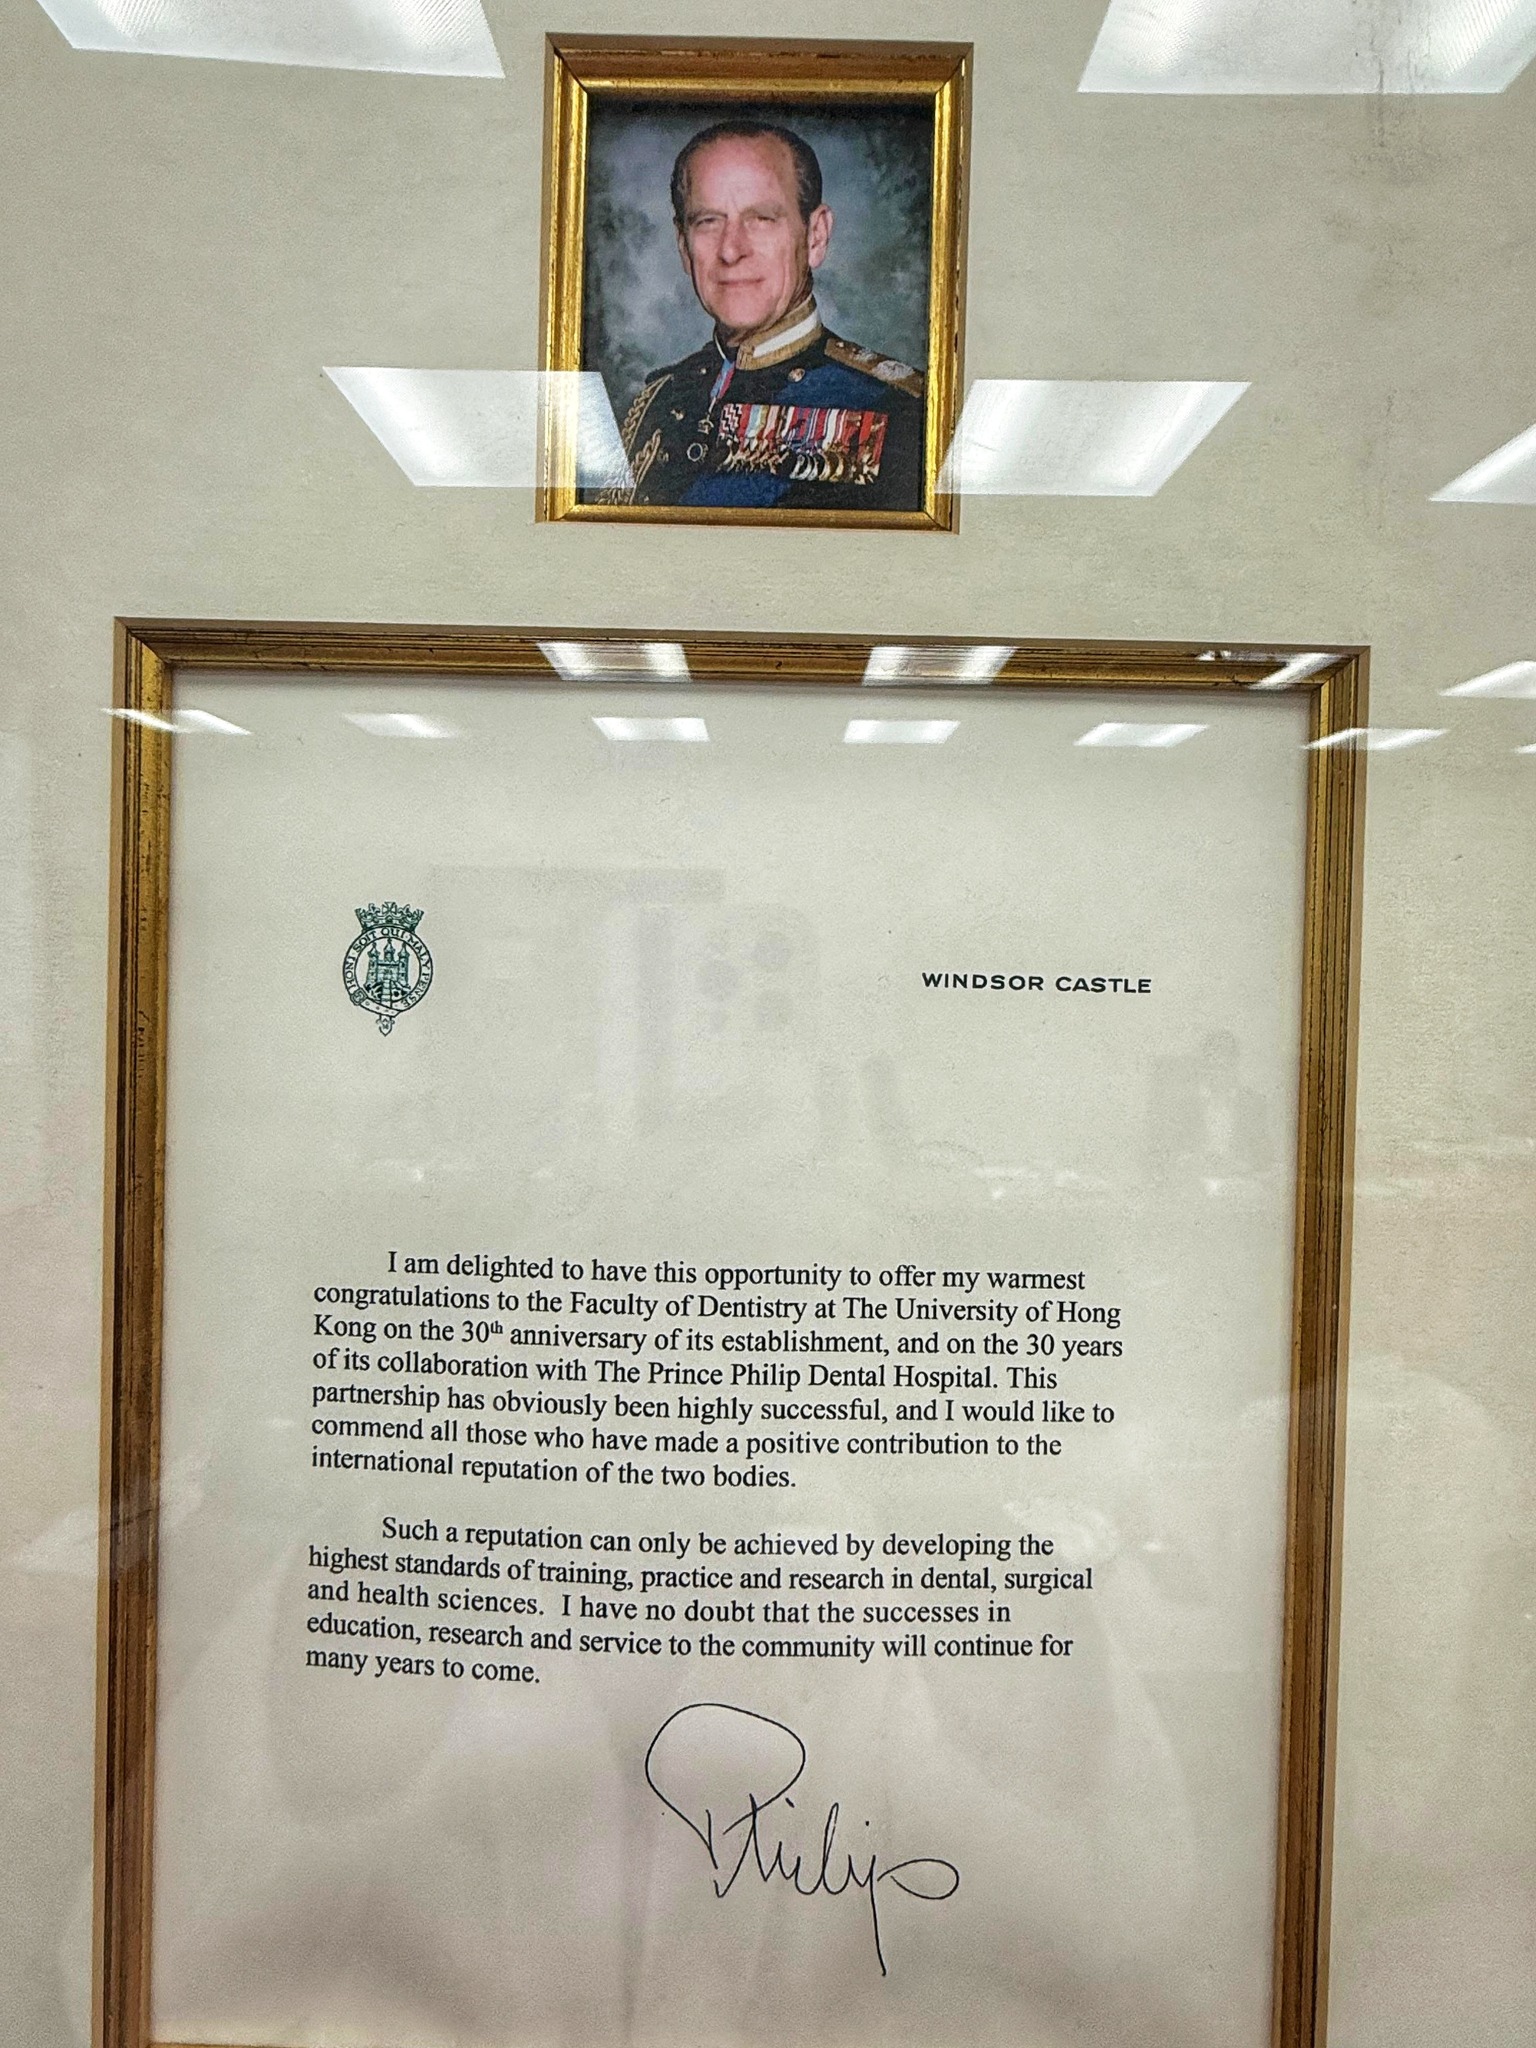 HONI SOIT QUI MAL Y PENSE
WINDSOR CASTLE
I am delighted to have this opportunity to offer my warmest
congratulations to the Faculty of Dentistry at The University of Hong
Kong on the 30th anniversary of its establishment, and on the 30 years
of its collaboration with The Prince Philip Dental Hospital. This
partnership has obviously been highly successful, and I would like to
commend all those who have made a positive contribution to the
international reputation of the two bodies.
Such a reputation can only be achieved by developing the
highest standards of training, practice and research in dental, surgical
and health sciences.  I have no doubt that the successes in
education, research and service to the community will continue for
many years to come.
Philip